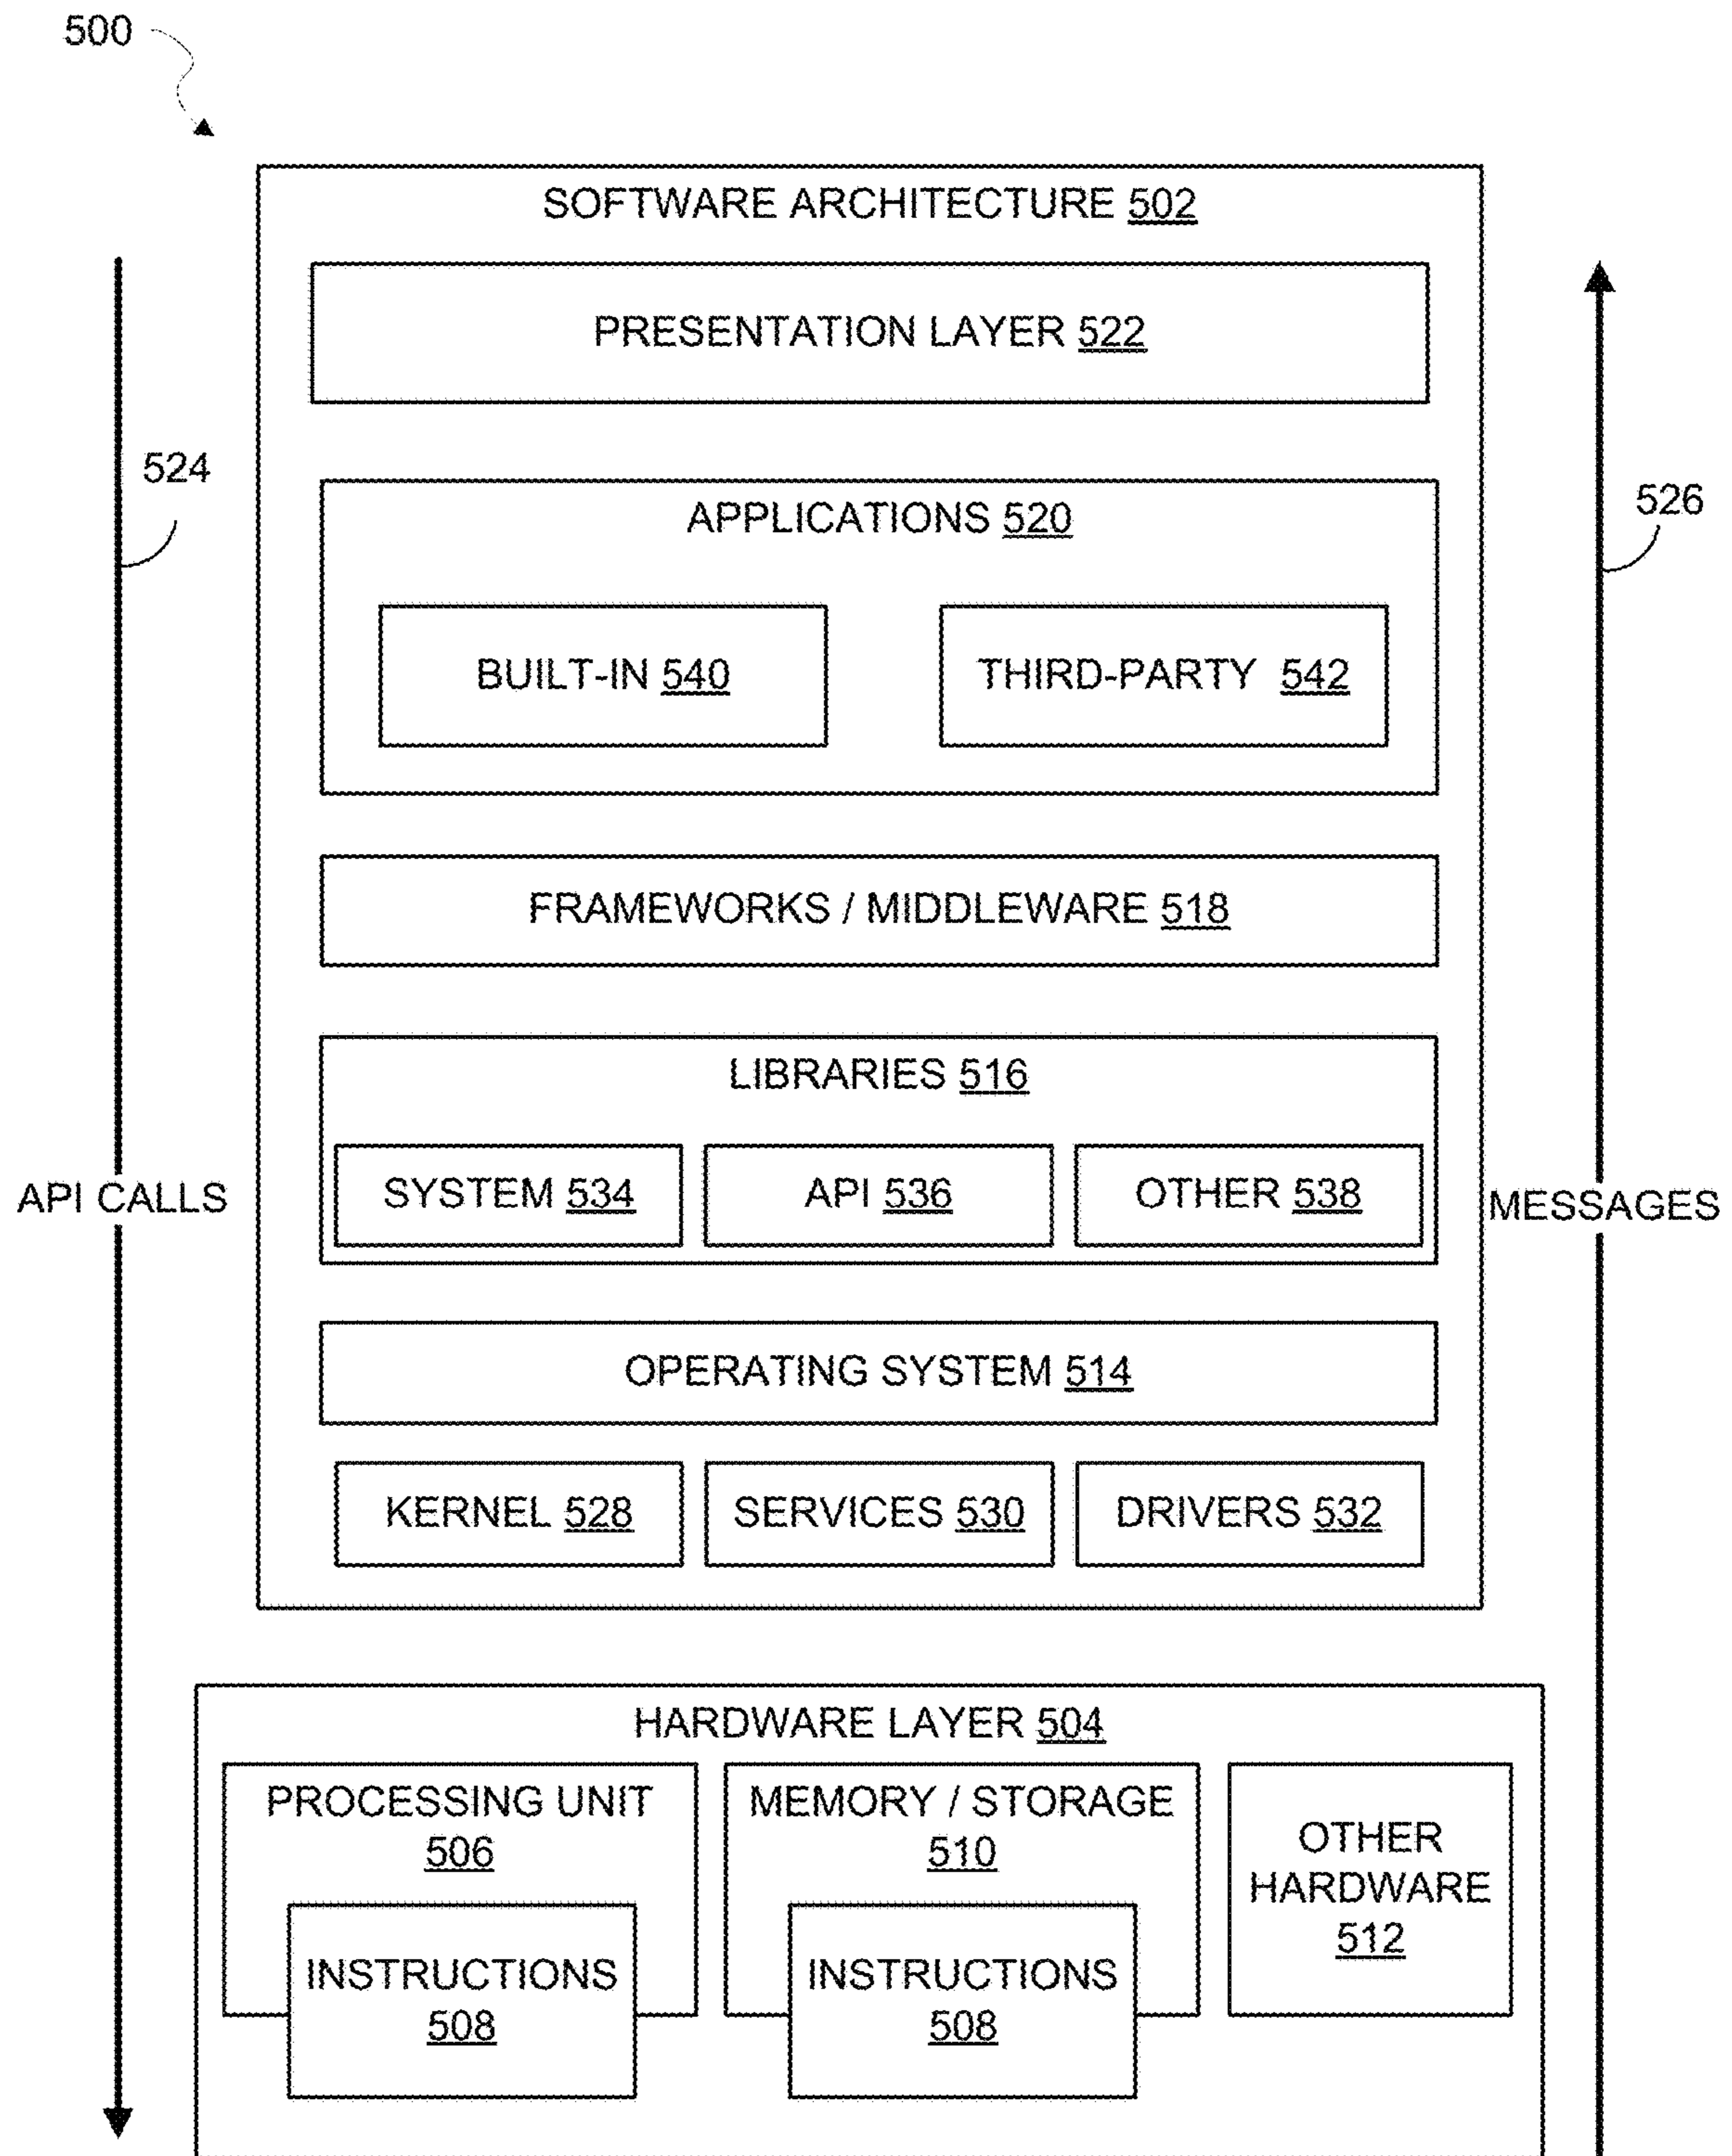 500
SOFTWARE ARCHITECTURE 502
PRESENTATION LAYER 522
524
526
APPLICATIONS 520
BUILT-IN 540
THIRD-PARTY 542
FRAMEWORKS / MIDDLEWARE 518
LIBRARIES 516
SYSTEM 534
API 536
OTHER 538
API CALLS
MESSAGES
OPERATING SYSTEM 514
KERNEL 528
SERVICES 530
DRIVERS 532
HARDWARE LAYER 504
PROCESSING UNIT
506
INSTRUCTIONS
508
MEMORY / STORAGE
510
INSTRUCTIONS
508
OTHER
HARDWARE
512